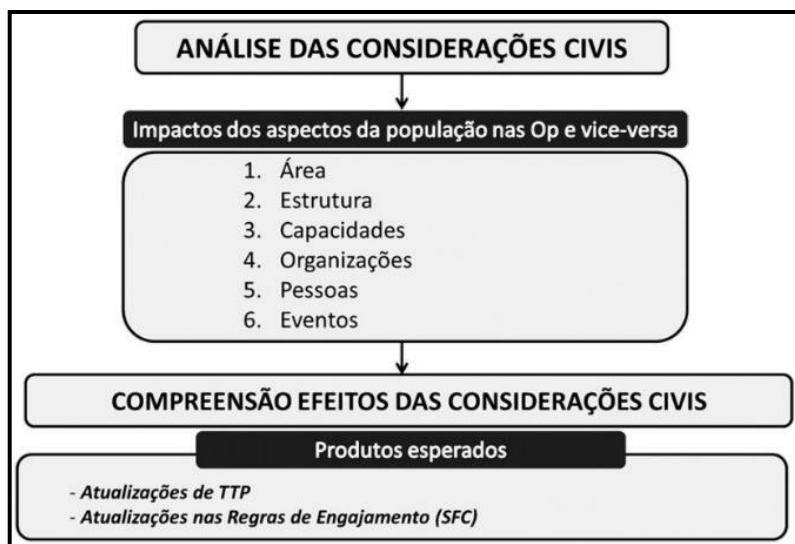 ANÁLISE DAS CONSIDERAÇÕES CIVIS
Impactos dos aspectos da população nas Op e vice-versa
1. Área
2. Estrutura
3. Capacidades
4. Organizações
5. Pessoas
6. Eventos
COMPREENSÃO EFEITOS DAS CONSIDERAÇÕES CIVIS
Produtos esperados
- Atualizações de TTP
- Atualizações nas Regras de Engajamento (SFC)